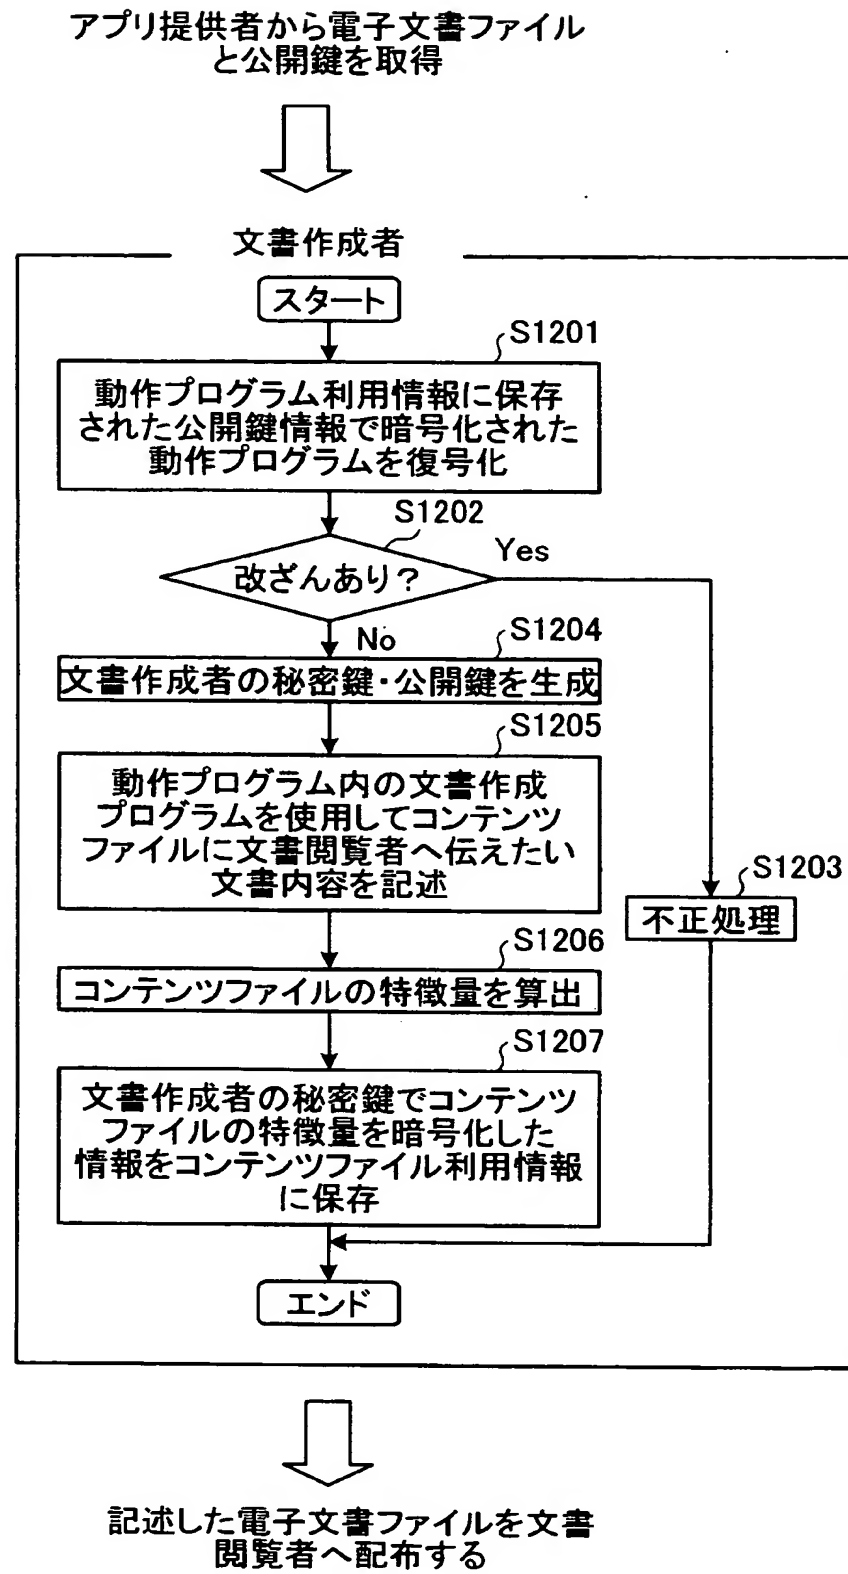 アプリ提供者から電子文書ファイル
と公開鍵を取得
文書作成者
スタート
S1201
動作プログラム利用情報に保存
された公開鍵情報で暗号化された
動作プログラムを復号化
S1202
改ざんあり？
Yes
No
S1204
文書作成者の秘密鍵・公開鍵を生成
S1205
動作プログラム内の文書作成
プログラムを使用してコンテンツ
ファイルに文書閲覧者へ伝えたい
文書内容を記述
S1203
不正処理
S1206
コンテンツファイルの特徴量を算出
S1207
文書作成者の秘密鍵でコンテンツ
ファイルの特徴量を暗号化した
情報をコンテンツファイル利用情報
に保存
エンド
記述した電子文書ファイルを文書
閲覧者へ配布する